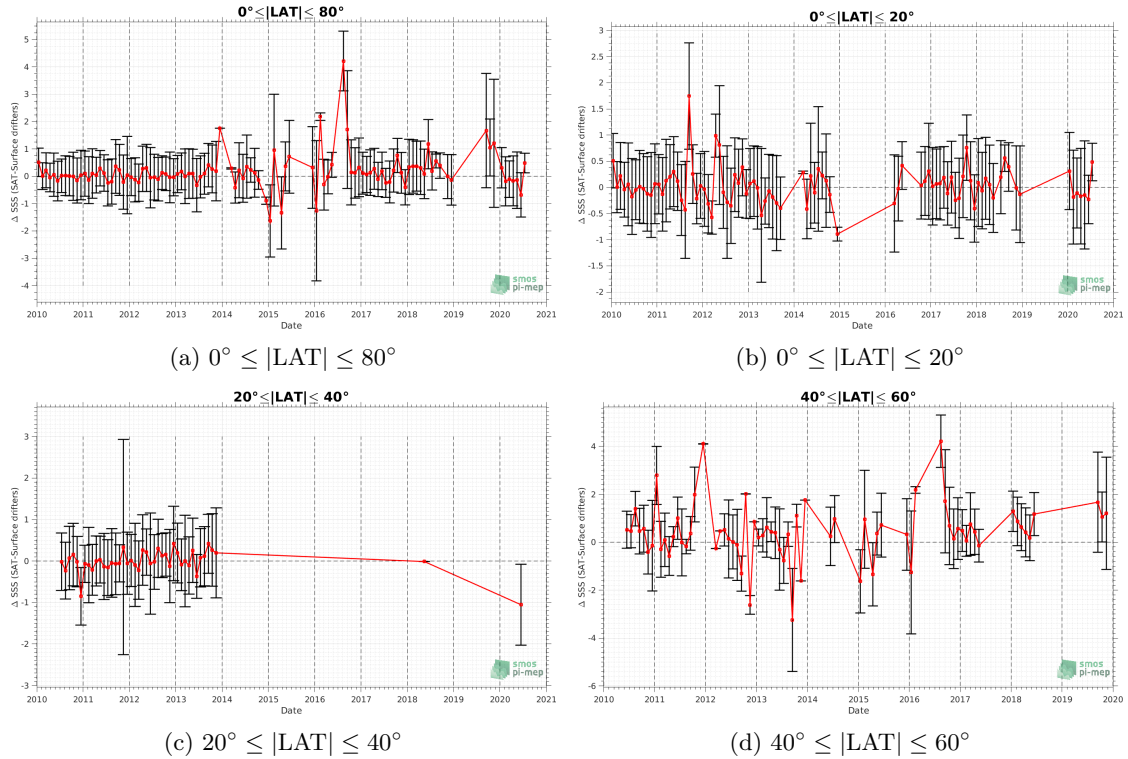 0°≤|LAT|≤ 80°
Δ SSS (SAT-Surface drifters)
5
4
3
2
1
0
-1
-2
-3
-4
2010 2011 2012 2013 2014 2015 2016 2017 2018 2019 2020 2021
Date
smos
pi-mep
(a) 0° ≤ |LAT| ≤ 80°
0°≤|LAT|≤ 20°
Δ SSS (SAT-Surface drifters)
3
2.5
2
1.5
1
0.5
0
-0.5
-1
-1.5
-2
2010 2011 2012 2013 2014 2015 2016 2017 2018 2019 2020 2021
Date
smos
pi-mep
(b) 0° ≤ |LAT| ≤ 20°
20°≤|LAT|≤ 40°
Δ SSS (SAT-Surface drifters)
3
2
1
0
-1
-2
-3
2010 2011 2012 2013 2014 2015 2016 2017 2018 2019 2020 2021
Date
smos
pi-mep
(c) 20° ≤ |LAT| ≤ 40°
40°≤|LAT|≤ 60°
Δ SSS (SAT-Surface drifters)
4
2
0
-2
-4
-6
2011 2012 2013 2014 2015 2016 2017 2018 2019 2020
Date
smos
pi-mep
(d) 40° ≤ |LAT| ≤ 60°